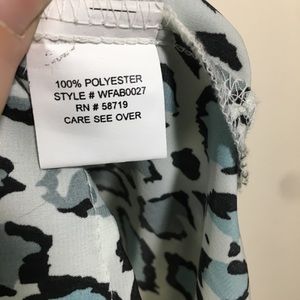 100% POLYESTER
STYLE # WFAB0027
RN # 58719
CARE SEE OVER